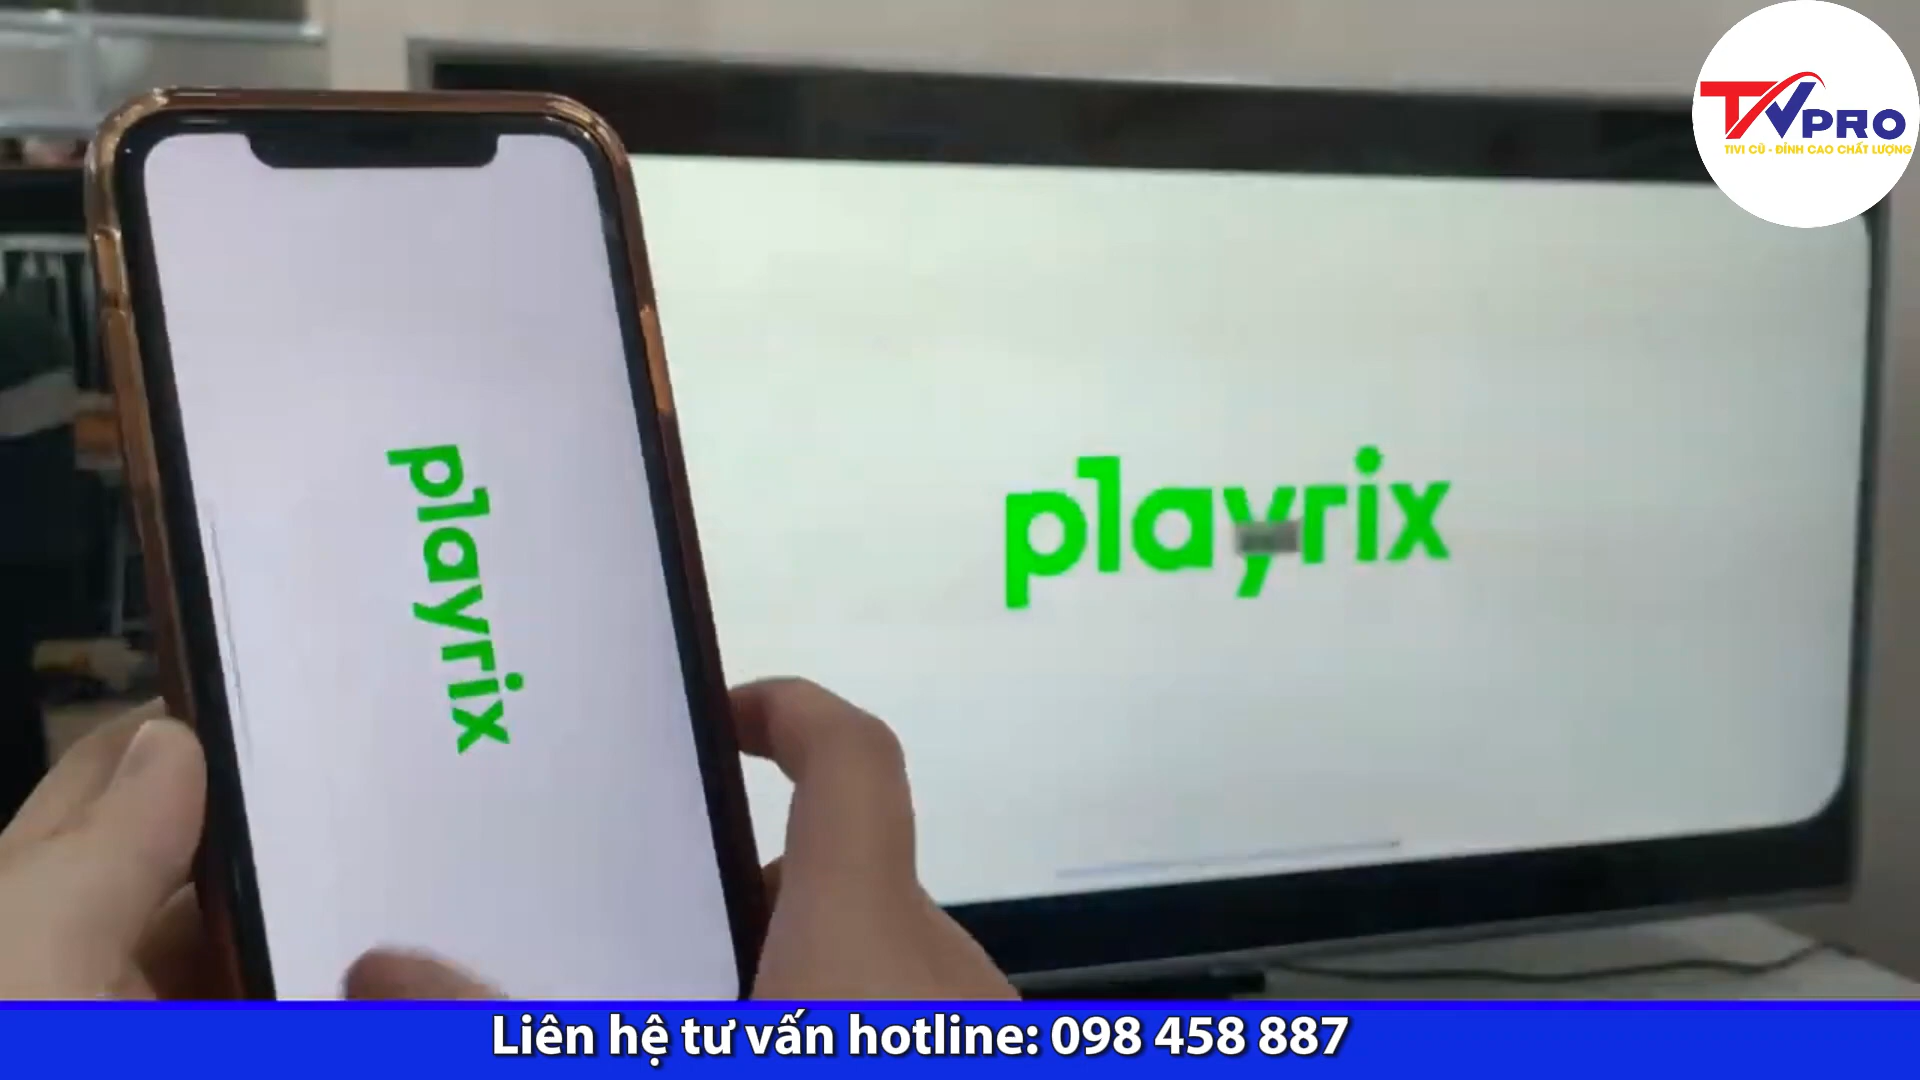 TVPRO
TIVI CŨ - ĐỈNH CAO CHẤT LƯỢNG
playrix
playrix
Liên hệ tư vấn hotline: 098 458 887